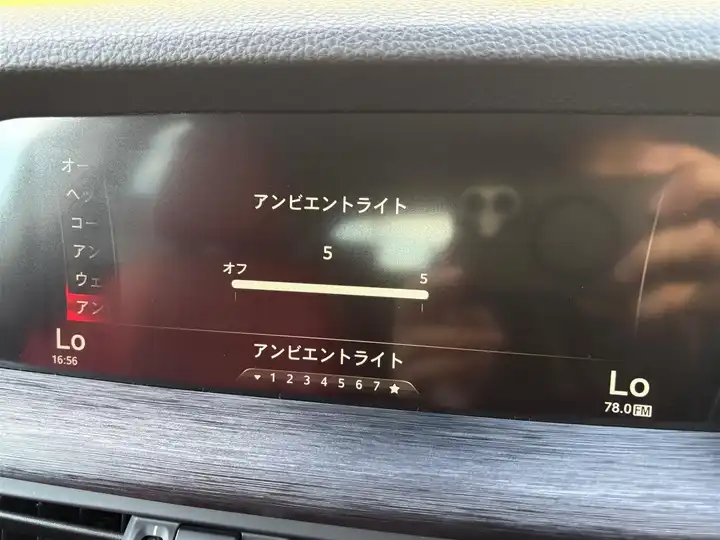 オー
ヘッ
コー
アン
ウェ
アン
アンビエントライト
5
オフ 5
Lo
16:56
アンビエントライト
1 2 3 4 5 6 7
Lo
78.0 FM